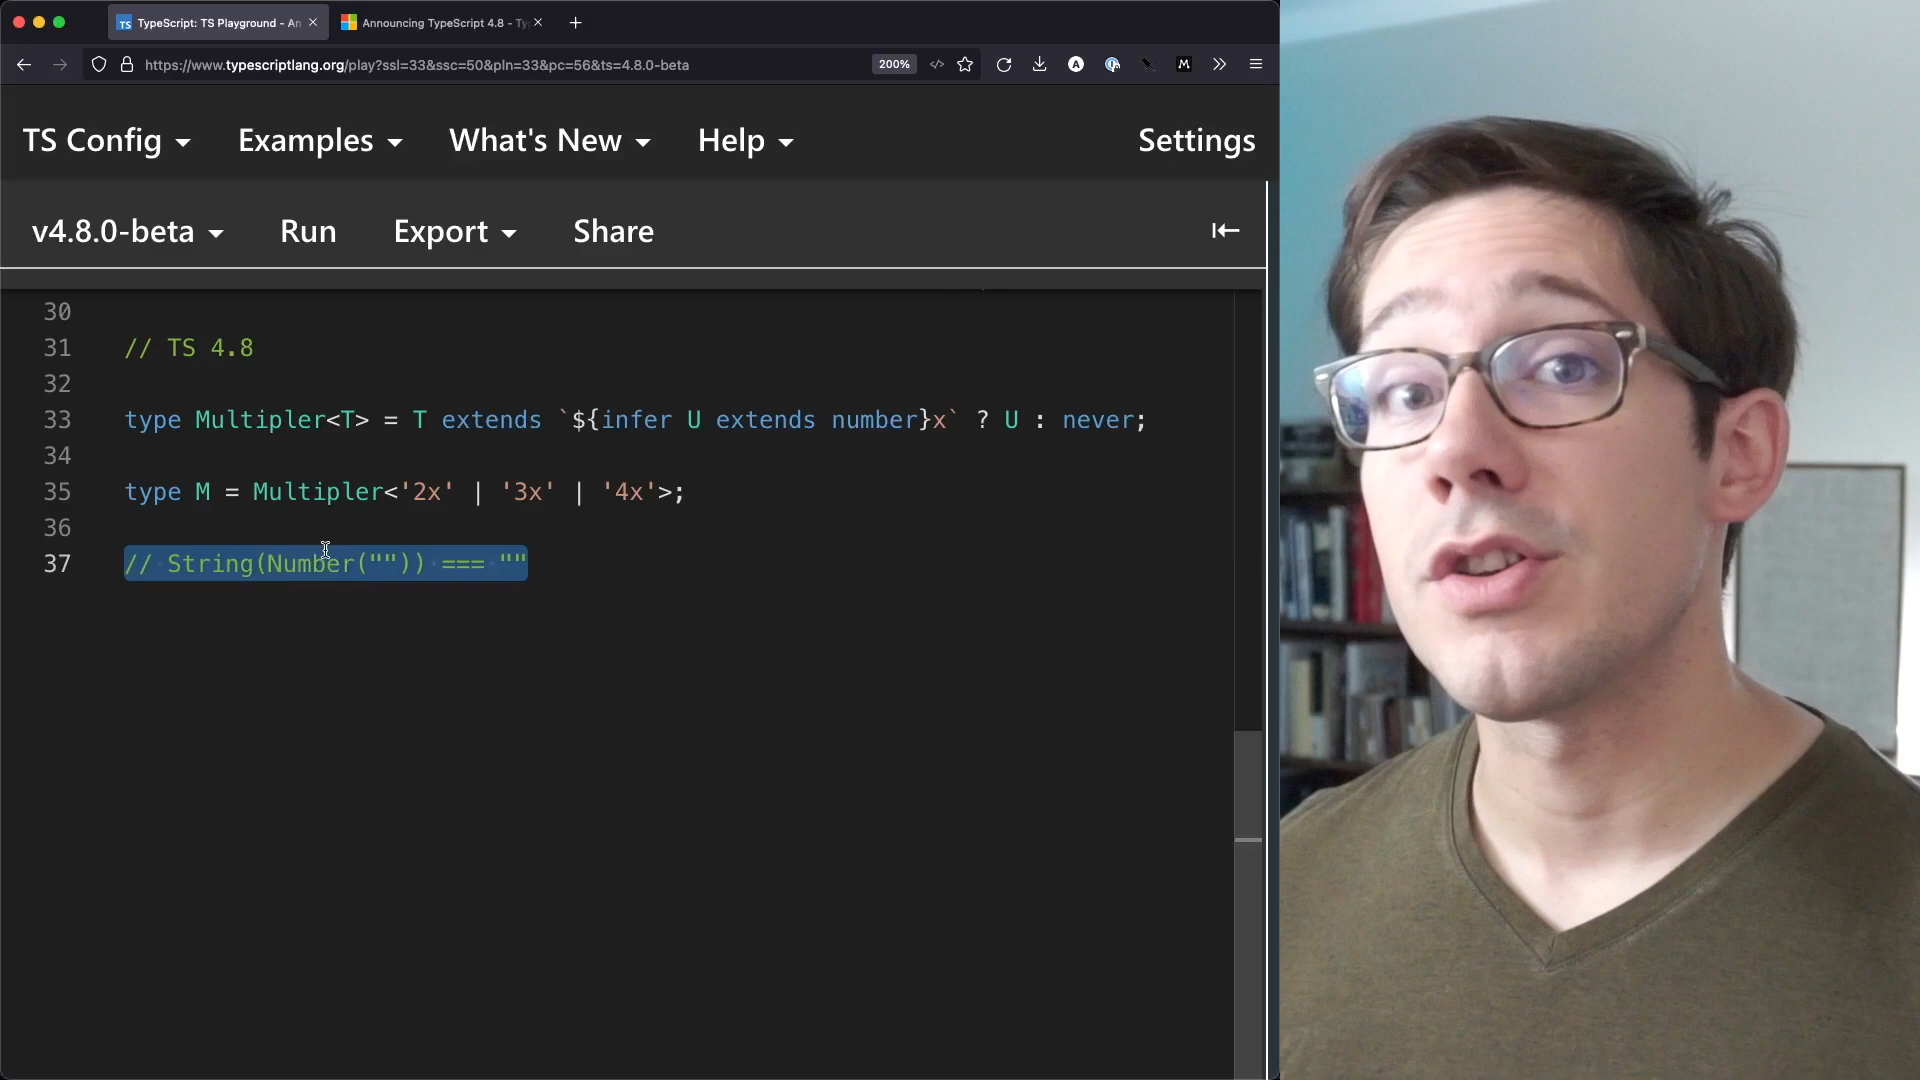 TypeScript: TS Playground - An
Announcing TypeScript 4.8 - Ty
https://www.typescriptlang.org/play?ssl=33&ssc=50&pln=33&pc=56&ts=4.8.0-beta
200%
TS Config
Examples
What's New
Help
Settings
v4.8.0-beta
Run
Export
Share
30
31 // TS 4.8
32
33 type Multipler<T> = T extends `${infer U extends number}x` ? U : never;
34
35 type M = Multipler<'2x' | '3x' | '4x'>;
36
37 // String(Number("")) === ""